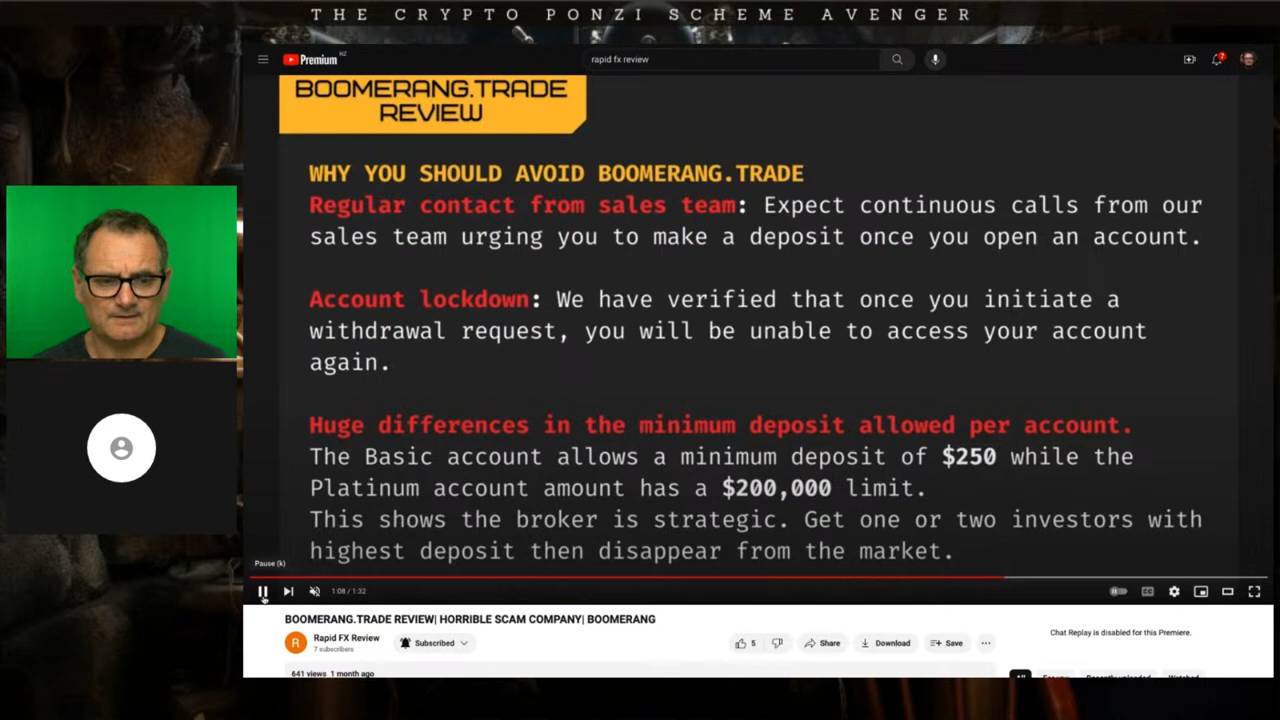 THE CRYPTO PONZI SCHEME AVENGER
Premium NZ
rapid fx review
7
BOOMERANG.TRADE
REVIEW
WHY YOU SHOULD AVOID BOOMERANG.TRADE
Regular contact from sales team: Expect continuous calls from our
sales team urging you to make a deposit once you open an account.
Account lockdown: We have verified that once you initiate a
withdrawal request, you will be unable to access your account
again.
Huge differences in the minimum deposit allowed per account.
The Basic account allows a minimum deposit of $250 while the
Platinum account amount has a $200,000 limit.
This shows the broker is strategic. Get one or two investors with
highest deposit then disappear from the market.
Pause (k)
1:08 / 1:32
BOOMERANG.TRADE REVIEW| HORRIBLE SCAM COMPANY| BOOMERANG
R
Rapid FX Review
7 subscribers
Subscribed
5
Share
Download
Save
Chat Replay is disabled for this Premiere.
641 views 1 month ago
All